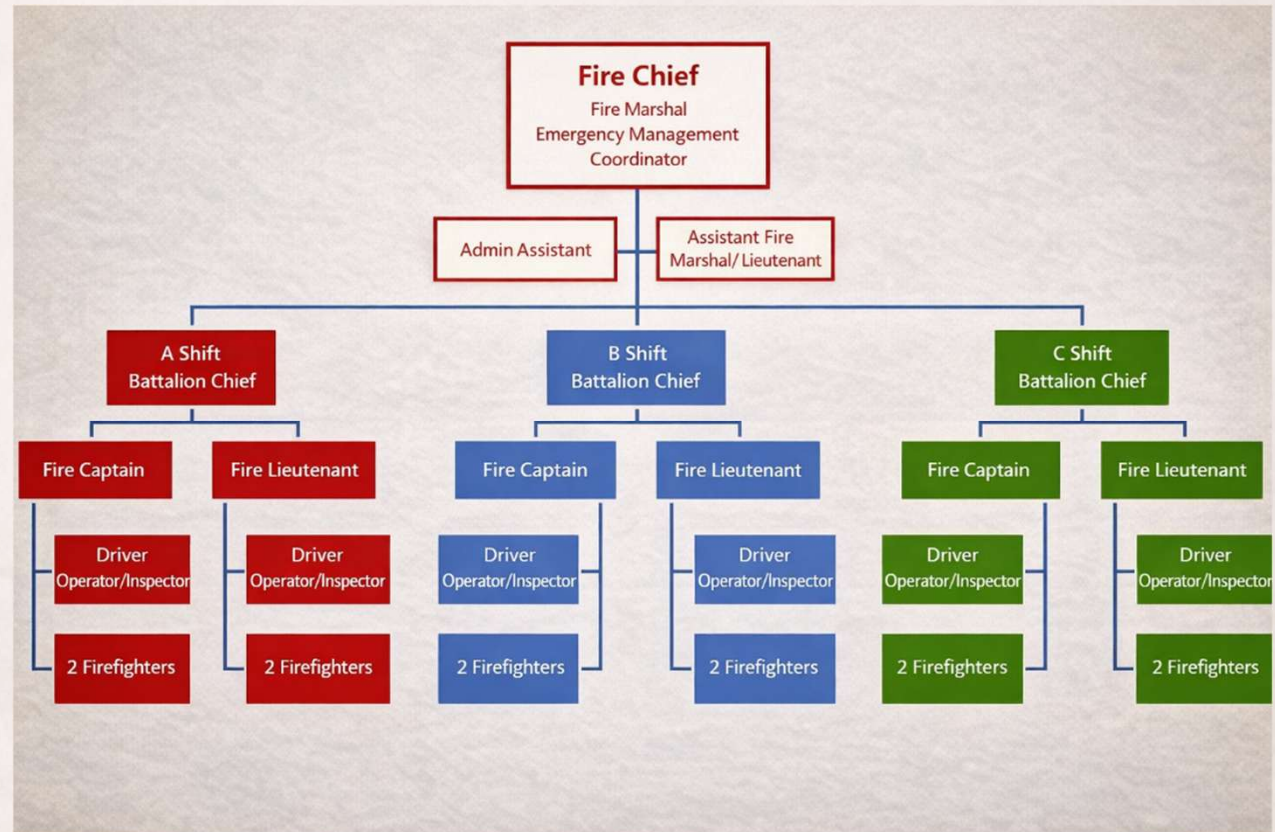 Fire Chief
Fire Marshal
Emergency Management
Coordinator
Admin Assistant
Assistant Fire
Marshal/Lieutenant
A Shift
Battalion Chief
B Shift
Battalion Chief
C Shift
Battalion Chief
Fire Captain
Fire Lieutenant
Fire Captain
Fire Lieutenant
Fire Captain
Fire Lieutenant
Driver
Operator/Inspector
Driver
Operator/Inspector
Driver
Operator/Inspector
Driver
Operator/Inspector
Driver
Operator/Inspector
Driver
Operator/Inspector
2 Firefighters
2 Firefighters
2 Firefighters
2 Firefighters
2 Firefighters
2 Firefighters